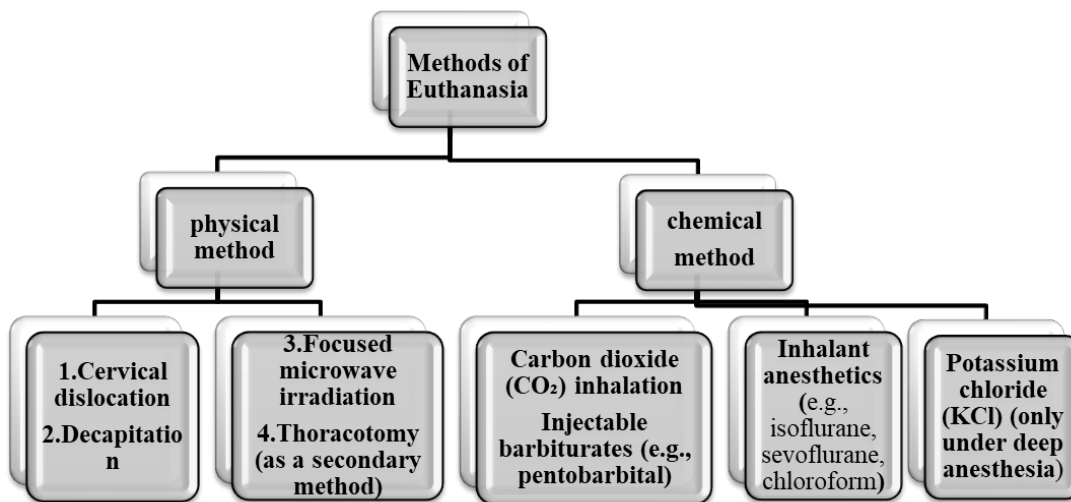 Methods of
Euthanasia
physical
method
chemical
method
1.Cervical
dislocation
2.Decapitatio
n
3.Focused
microwave
irradiation
4.Thoracotomy
(as a secondary
method)
Carbon dioxide
(CO₂) inhalation
Injectable
barbiturates (e.g.,
pentobarbital)
Inhalant
anesthetics
(e.g.,
isoflurane,
sevoflurane,
chloroform)
Potassium
chloride
(KCl) (only
under deep
anesthesia)